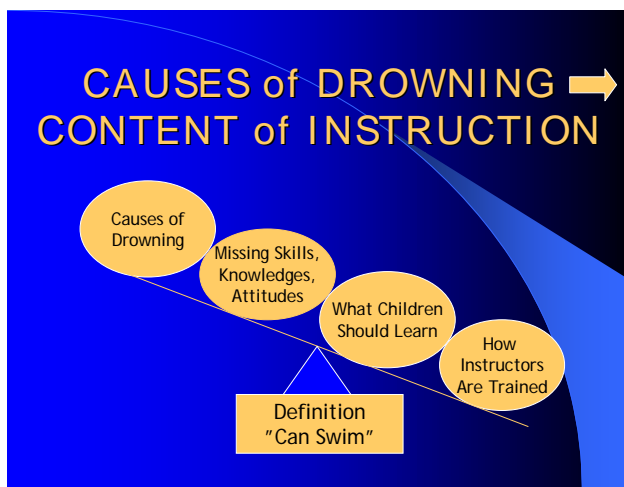 CAUSES of DROWNING
CONTENT of INSTRUCTION
Causes of
Drowning
Missing Skills,
Knowledges,
Attitudes
What Children
Should Learn
How
Instructors
Are Trained
Definition
"Can Swim"